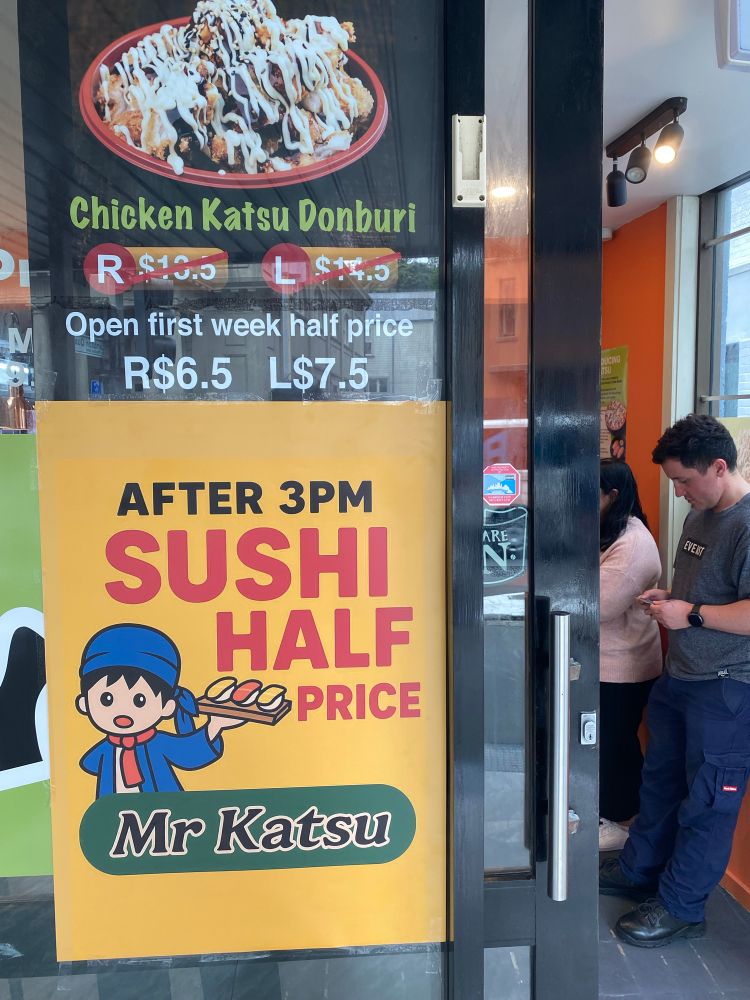 Chicken Katsu Donburi
R $13.5 L $14.5
Open first week half price
R$6.5 L$7.5
AFTER 3PM
SUSHI
HALF
PRICE
Mr Katsu
ARE
EVENT